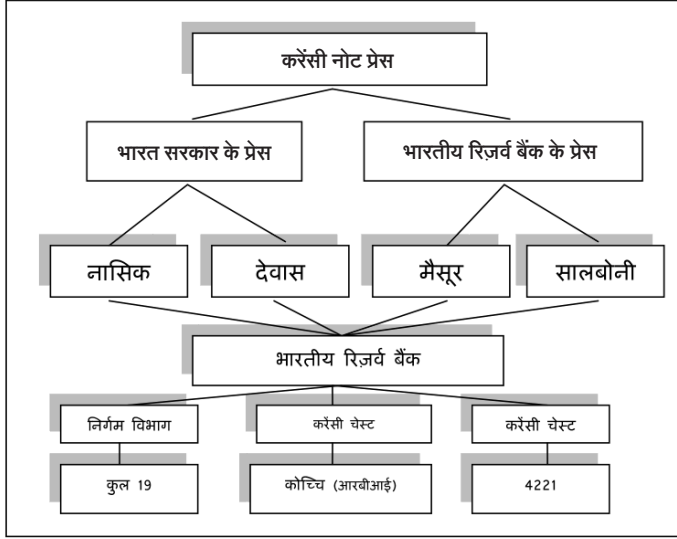 करेंसी नोट प्रेस
भारत सरकार के प्रेस
भारतीय रिज़र्व बैंक के प्रेस
नासिक
देवास
मैसूर
सालबोनी
भारतीय रिज़र्व बैंक
निर्गम विभाग
करेंसी चेस्ट
करेंसी चेस्ट
कुल 19
कोच्चि (आरबीआई)
4221